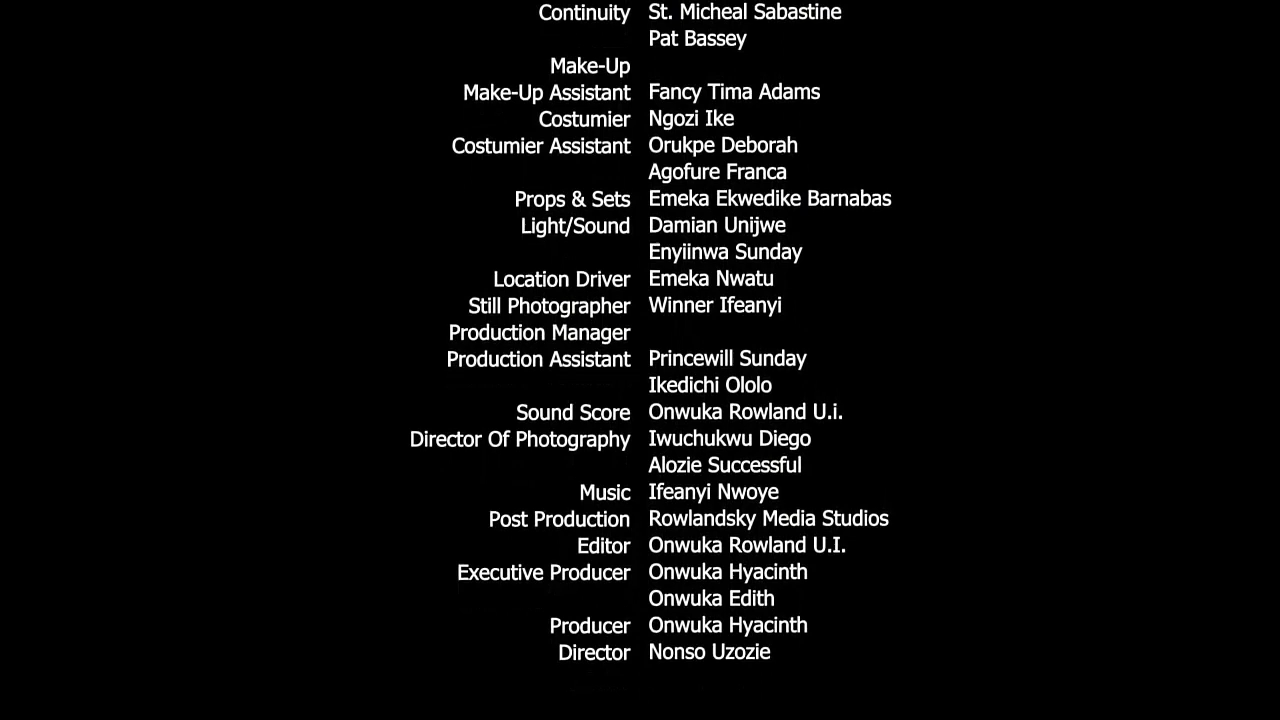 Continuity St. Micheal Sabastine
Pat Bassey
Make-Up
Make-Up Assistant Fancy Tima Adams
Costumier Ngozi Ike
Costumier Assistant Orukpe Deborah
Agofure Franca
Props & Sets Emeka Ekwedike Barnabas
Light/Sound Damian Unijwe
Enyiinwa Sunday
Location Driver Emeka Nwatu
Still Photographer Winner Ifeanyi
Production Manager
Production Assistant Princewill Sunday
Ikedichi Ololo
Sound Score Onwuka Rowland U.i.
Director Of Photography Iwuchukwu Diego
Alozie Successful
Music Ifeanyi Nwoye
Post Production Rowlandsky Media Studios
Editor Onwuka Rowland U.I.
Executive Producer Onwuka Hyacinth
Onwuka Edith
Producer Onwuka Hyacinth
Director Nonso Uzozie